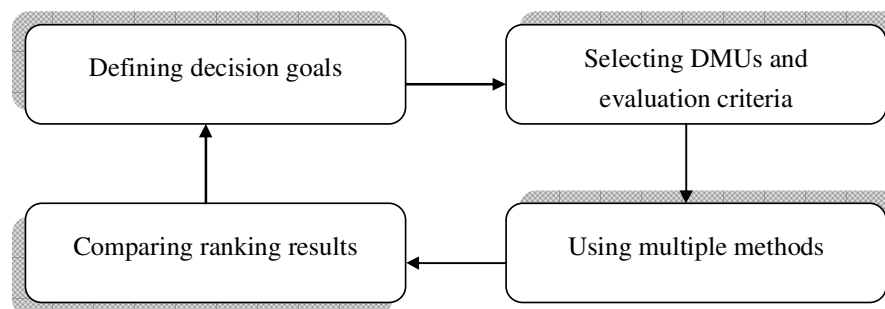 Defining decision goals
Selecting DMUs and
evaluation criteria
Comparing ranking results
Using multiple methods